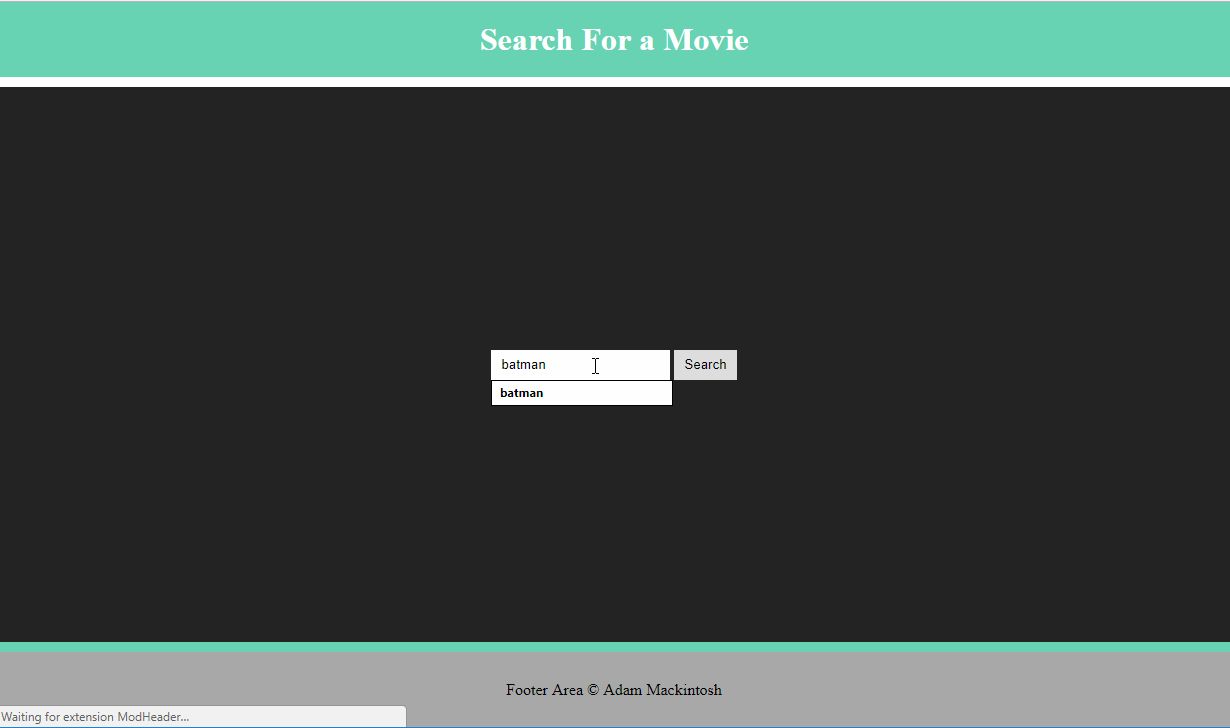 Search For a Movie
batman Search
batman
Footer Area © Adam Mackintosh
Waiting for extension ModHeader...